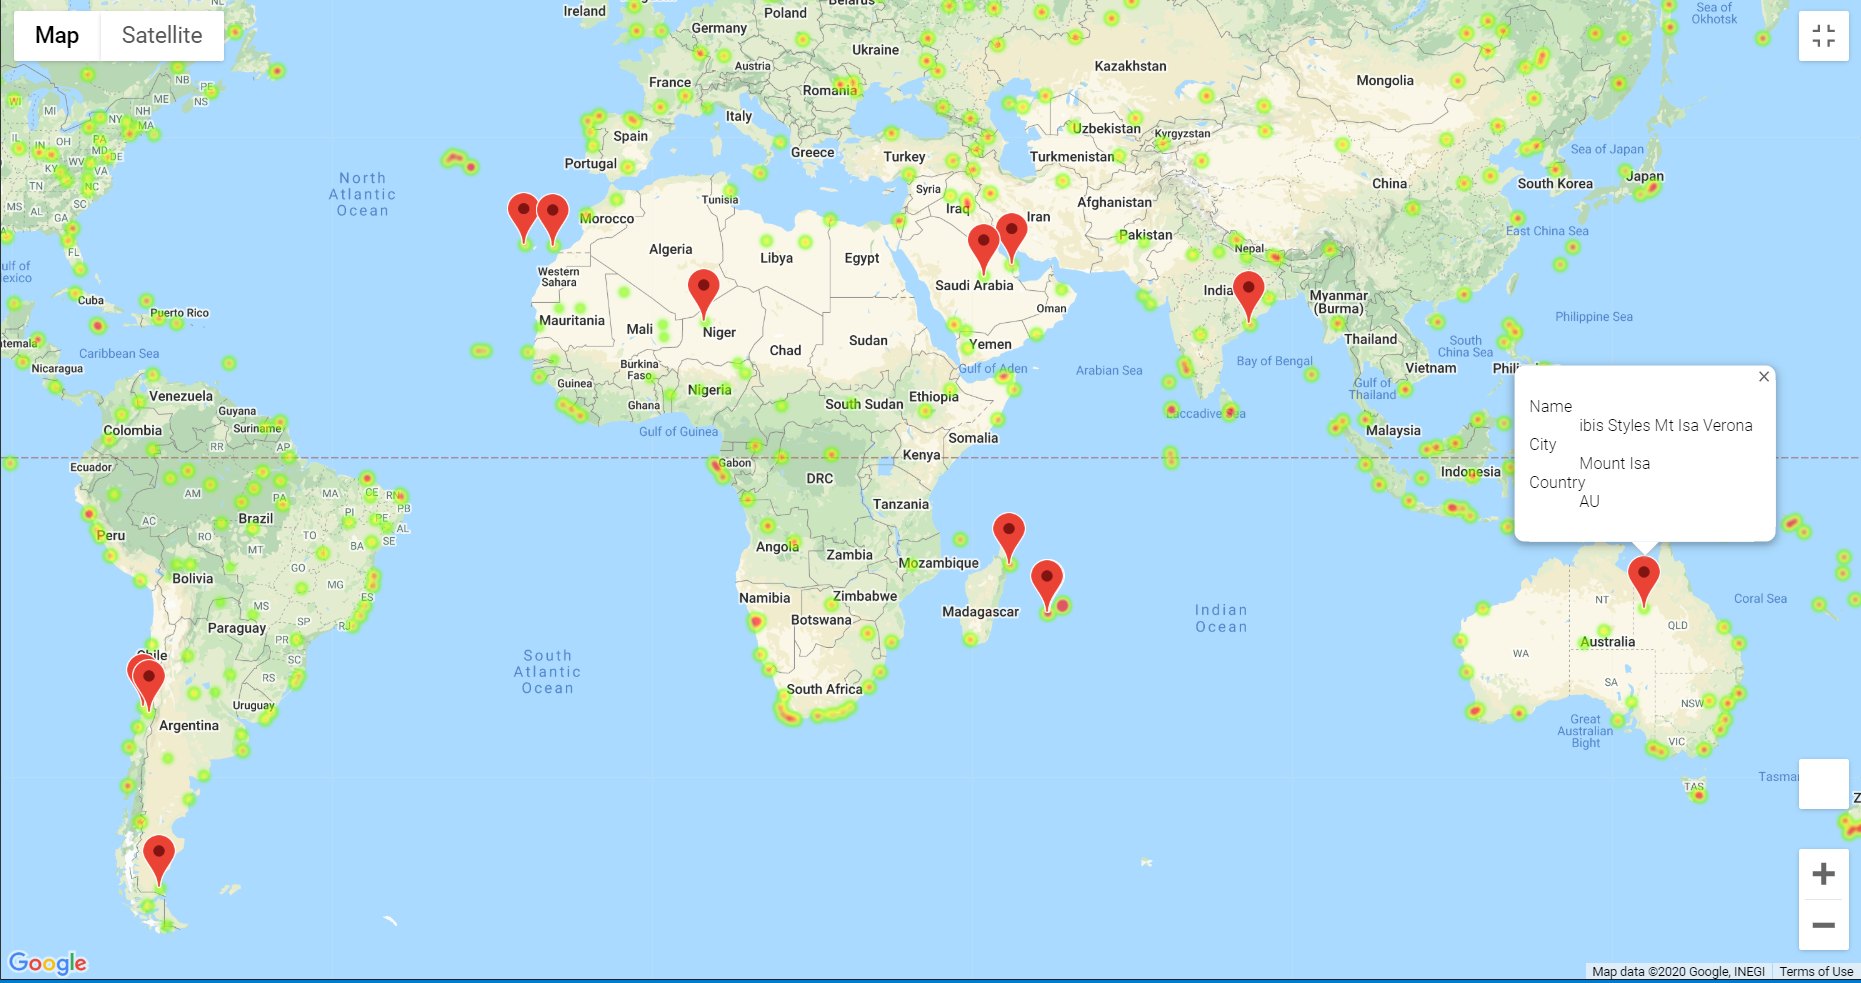 Map
Satellite
Ireland
Poland
Belarus
Germany
Sea of
Okhotsk
Ukraine
Austria
Kazakhstan
Mongolia
France
Romania
WI
MI
ME
PE
NS
NH
NY
MA
Italy
Spain
Portugal
Greece
Turkey
Uzbekistan
Kyrgyzstan
Turkmenistan
Sea of Japan
IL
IN
OH
PA
MD
DE
WV
KY
VA
TN
NC
SC
MS
AL
GA
FL
North
Atlantic
Ocean
Syria
Iraq
Iran
Afghanistan
China
South Korea
Japan
Tunisia
Morocco
Algeria
Libya
Egypt
Pakistan
Nepal
East China Sea
ulf of
exico
Western
Sahara
Saudi Arabia
Oman
India
Myanmar
(Burma)
Cuba
Puerto Rico
Mauritania
Mali
Niger
Chad
Sudan
Yemen
Thailand
Philippine Sea
South
China Sea
temala
Caribbean Sea
Nicaragua
Burkina
Faso
Guinea
Ghana
Nigeria
Gulf of Aden
Arabian Sea
Bay of Bengal
Gulf of
Thailand
Vietnam
Phili
Venezuela
Guyana
Suriname
Colombia
South Sudan
Ethiopia
Laccadive Sea
Malaysia
Gulf of Guinea
Somalia
RR
AP
Ecuador
Gabon
Kenya
DRC
Indonesia
Name
ibis Styles Mt Isa Verona
City
Mount Isa
Country
AU
AM
PA
MA
CE
RN
PB
Tanzania
Brazil
AC
Peru
RO
TO
PI
PE
AL
SE
BA
MT
Angola
Zambia
Mozambique
Bolivia
GO
MG
MS
ES
Namibia
Zimbabwe
Botswana
Madagascar
Indian
Ocean
NT
Coral Sea
Paraguay
SP
RJ
PR
SC
RS
South
Atlantic
Ocean
Australia
QLD
WA
SA
Chile
Uruguay
South Africa
Argentina
NSW
Great
Australian
Bight
VIC
TAS
Tasman
Z
Google
Map data ©2020 Google, INEGI
Terms of Use